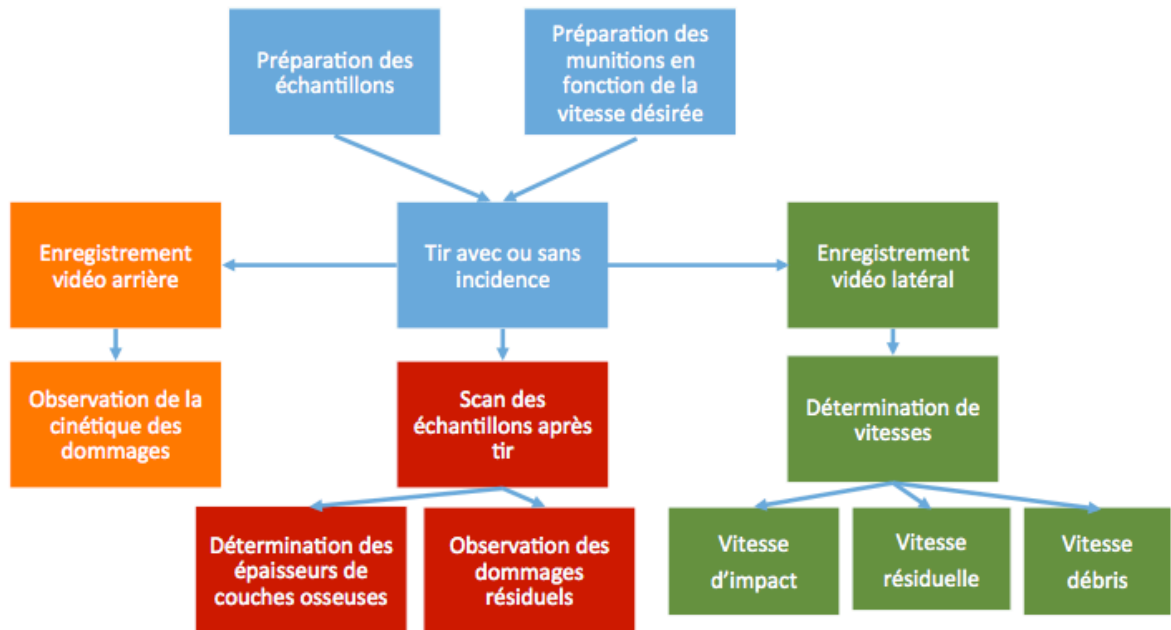 Préparation des
échantillons
Préparation des
munitions en
fonction de la
vitesse désirée
Enregistrement
vidéo arrière
Tir avec ou sans
incidence
Enregistrement
vidéo latéral
Observation de la
cinétique des
dommages
Scan des
échantillons après
tir
Détermination de
vitesses
Détermination des
épaisseurs de
couches osseuses
Observation des
dommages
résiduels
Vitesse
d'impact
Vitesse
résiduelle
Vitesse
débris